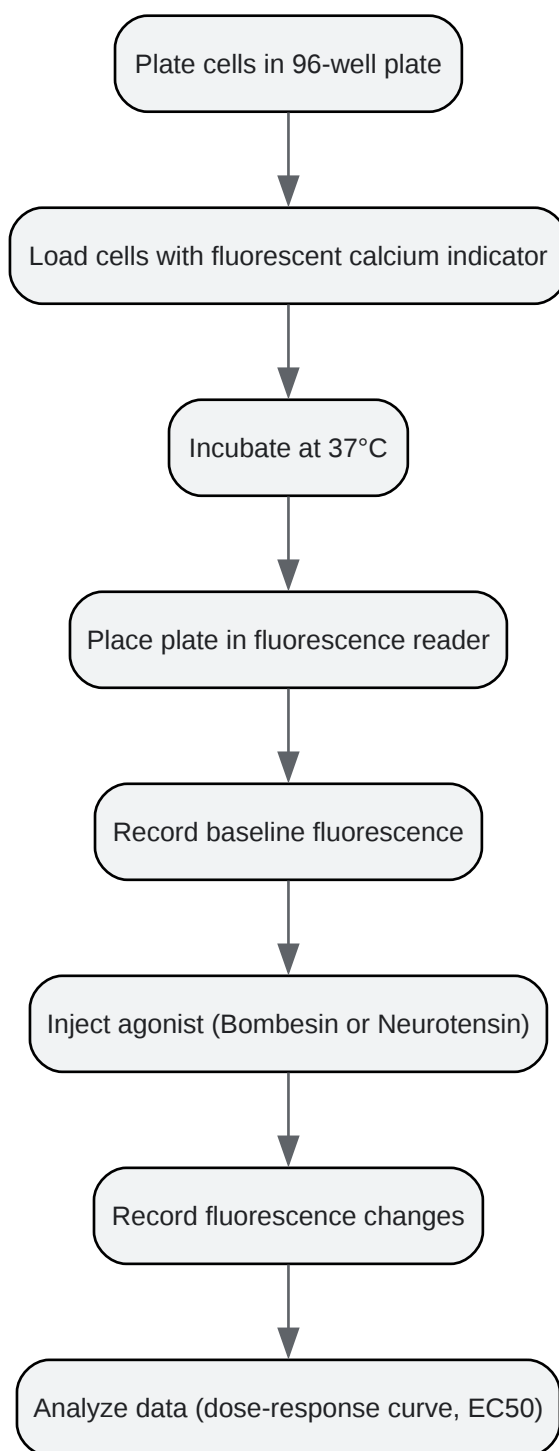 Plate cells in 96-well plate
Load cells with fluorescent calcium indicator
Incubate at 37°C
Place plate in fluorescence reader
Record baseline fluorescence
Inject agonist (Bombesin or Neurotensin)
Record fluorescence changes
Analyze data (dose-response curve, EC50)